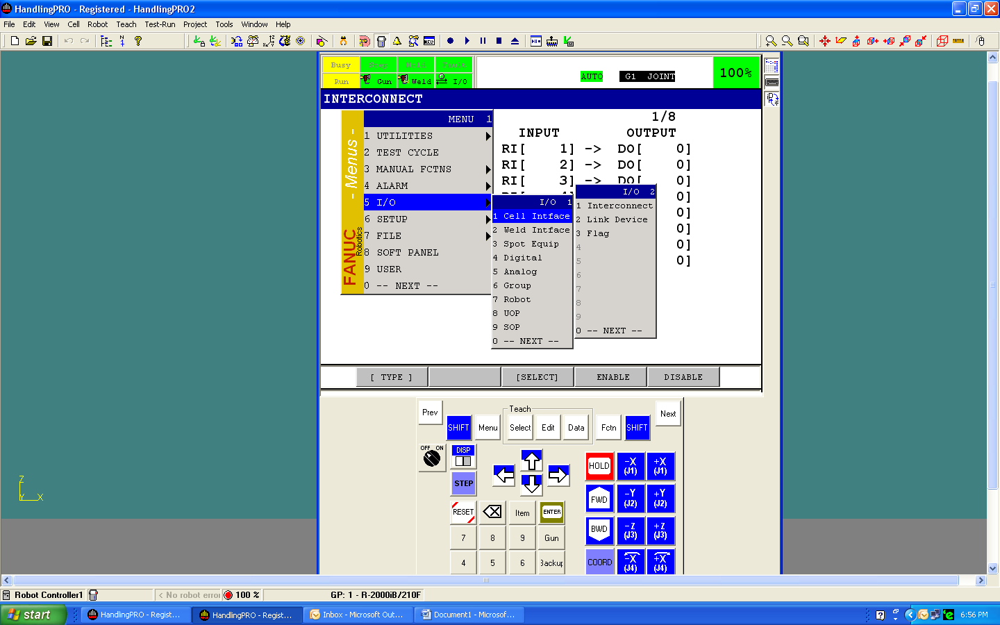 HandlingPRO - Registered - HandlingPRO2
File Edit View Cell Robot Teach Test-Run Project Tools Window Help
Busy Step Hold Fault
Run Gun Weld I/O
AUTO G1 JOINT 100%
INTERCONNECT
FANUC Robotics - Menus -
MENU 1
1 UTILITIES
2 TEST CYCLE
3 MANUAL FCTNS
4 ALARM
5 I/O
6 SETUP
7 FILE
8 SOFT PANEL
9 USER
0 -- NEXT --
1/8
INPUT OUTPUT
RI[ 1] -> DO[ 0]
RI[ 2] -> DO[ 0]
RI[ 3] -> DO[ 0]
0]
0]
0]
0]
0]
I/O 1
1 Cell Intface
2 Weld Intface
3 Spot Equip
4 Digital
5 Analog
6 Group
7 Robot
8 UOP
9 SOP
0 -- NEXT --
I/O 2
1 Interconnect
2 Link Device
3 Flag
4
5
6
7
8
9
0 -- NEXT --
[ TYPE ] [SELECT] ENABLE DISABLE
Prev Teach Next
SHIFT Menu Select Edit Data Fctn SHIFT
OFF ON DISP
STEP
HOLD -X (J1) +X (J1)
FWD -Y (J2) +Y (J2)
RESET Item ENTER
BWD -Z (J3) +Z (J3)
7 8 9 Gun
4 5 6 Backup
COORD -X (J4) +X (J4)
Z
Y X
Robot Controller1 < No robot error 100 % GP: 1 - R-2000iB/210F
start HandlingPRO - Regist... HandlingPRO - Regist... Inbox - Microsoft Out... Document1 - Microsof... 6:56 PM